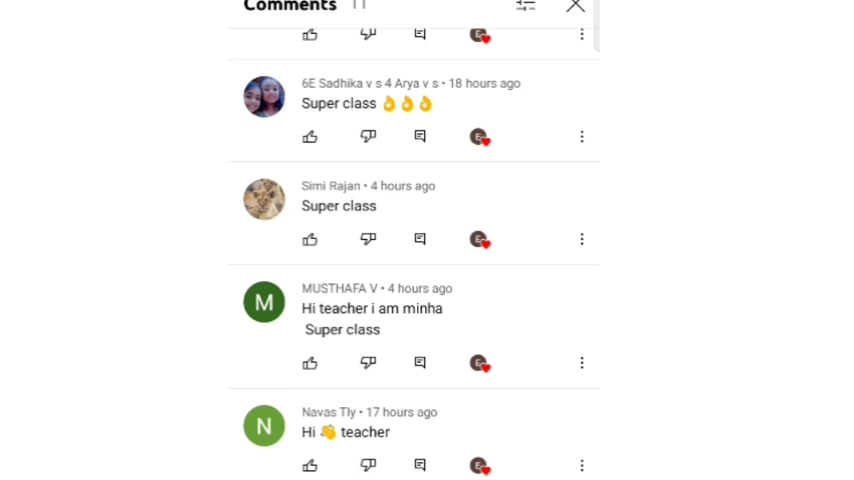 Comments 11
6E Sadhika v s 4 Arya v s • 18 hours ago
Super class 👌👌👌
E
Simi Rajan • 4 hours ago
Super class
E
M
MUSTHAFA V • 4 hours ago
Hi teacher i am minha
Super class
E
N
Navas Tly • 17 hours ago
Hi 👋 teacher
E